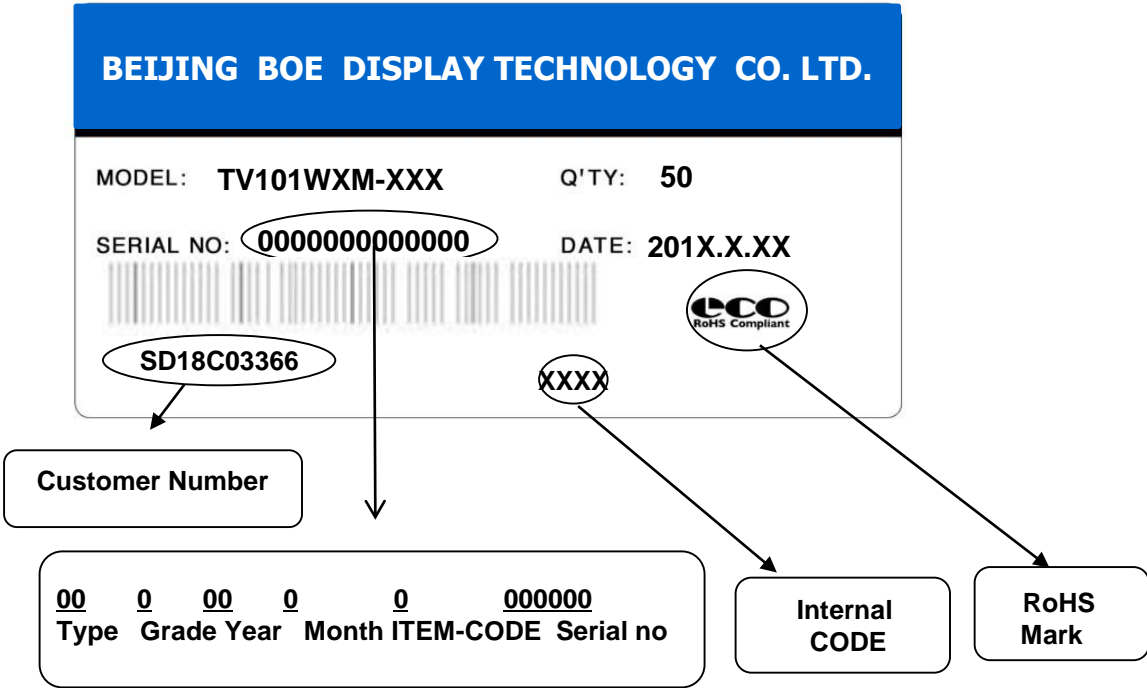 BEIJING BOE DISPLAY TECHNOLOGY CO. LTD.
MODEL: TV101WXM-XXX Q'TY: 50
SERIAL NO: 0000000000000 DATE: 201X.X.XX
eco
RoHS Compliant
SD18C03366
XXXX
Customer Number
00 0 00 0 0 000000
Type Grade Year Month ITEM-CODE Serial no
Internal
CODE
RoHS
Mark